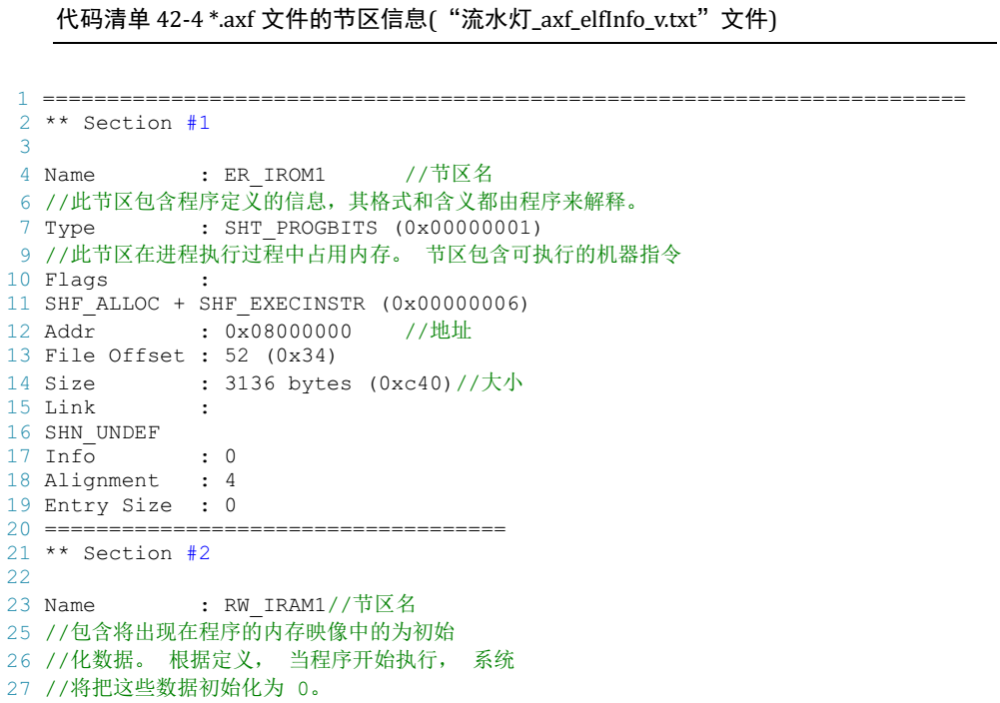 代码清单 42-4 *.axf 文件的节区信息(“流水灯_axf_elfInfo_v.txt”文件)
1 ========================================================================
2 ** Section #1
3
4 Name : ER_IROM1 //节区名
6 //此节区包含程序定义的信息，其格式和含义都由程序来解释。
7 Type : SHT_PROGBITS (0x00000001)
9 //此节区在进程执行过程中占用内存。 节区包含可执行的机器指令
10 Flags :
11 SHF_ALLOC + SHF_EXECINSTR (0x00000006)
12 Addr : 0x08000000 //地址
13 File Offset : 52 (0x34)
14 Size : 3136 bytes (0xc40)//大小
15 Link :
16 SHN_UNDEF
17 Info : 0
18 Alignment : 4
19 Entry Size : 0
20 ====================================
21 ** Section #2
22
23 Name : RW_IRAM1//节区名
25 //包含将出现在程序的内存映像中的为初始
26 //化数据。 根据定义， 当程序开始执行， 系统
27 //将把这些数据初始化为 0。